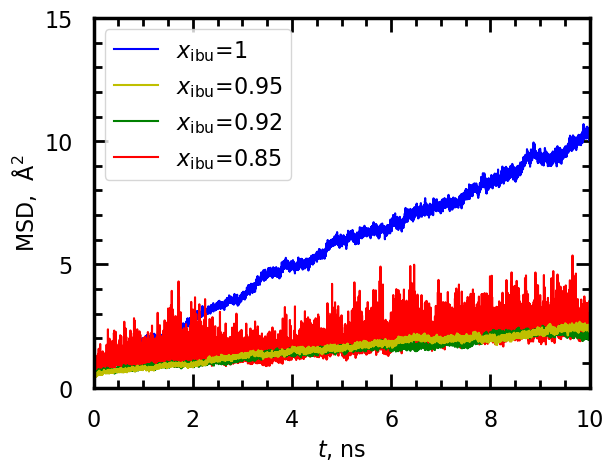 15
10
5
0
MSD, Å²
x_ibu=1
x_ibu=0.95
x_ibu=0.92
x_ibu=0.85
0 2 4 6 8 10
t, ns